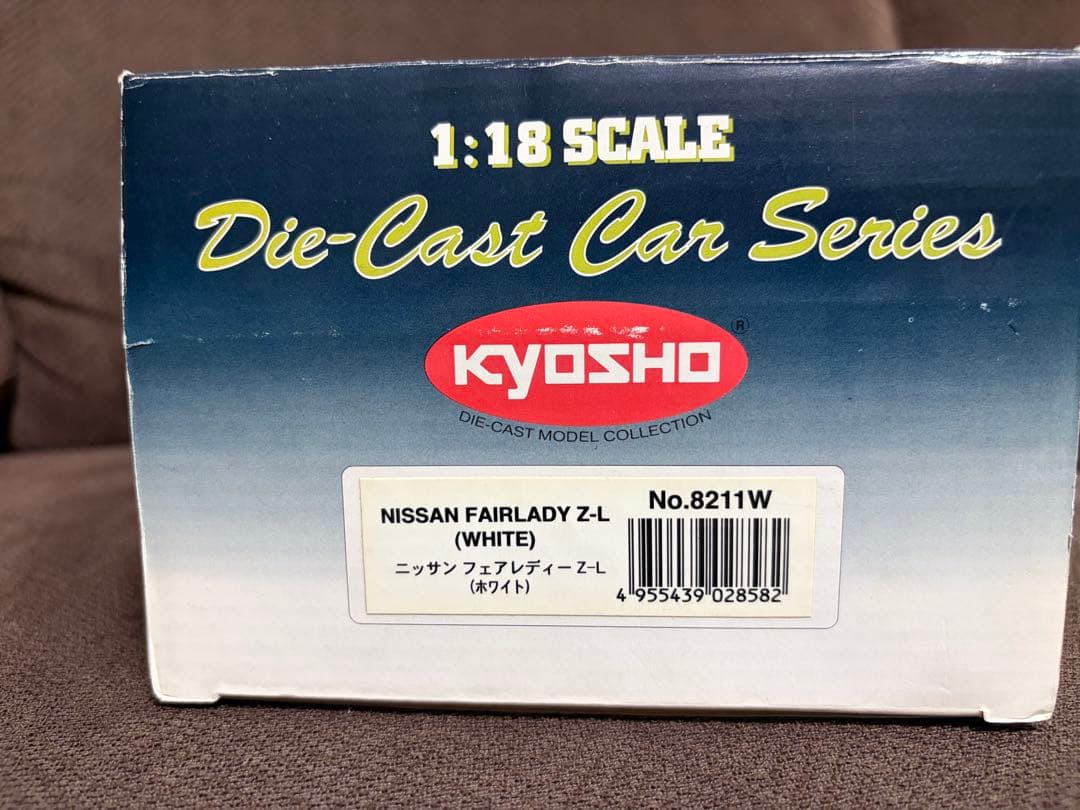 1:18 SCALE
Die-Cast Car Series
KYOSHO ®
DIE-CAST MODEL COLLECTION
NISSAN FAIRLADY Z-L
(WHITE)
ニッサン フェアレディー Z-L
(ホワイト)
No.8211W
4 955439 028582